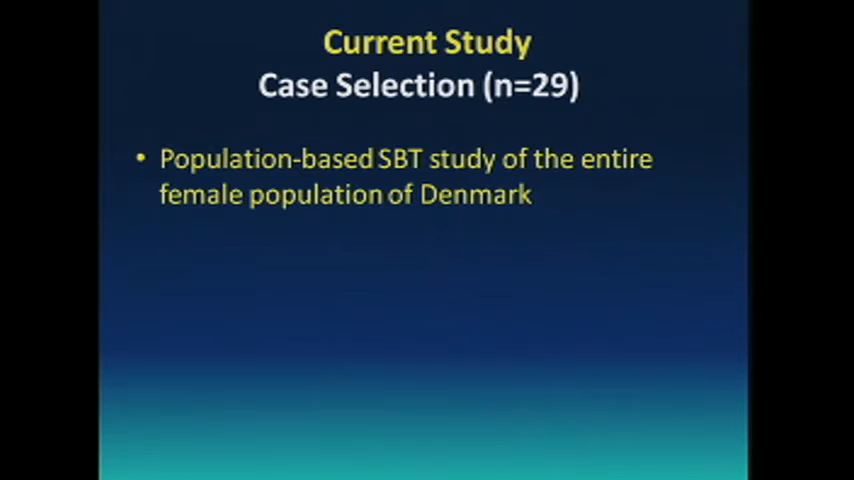 Current Study
Case Selection (n=29)
• Population-based SBT study of the entire
female population of Denmark